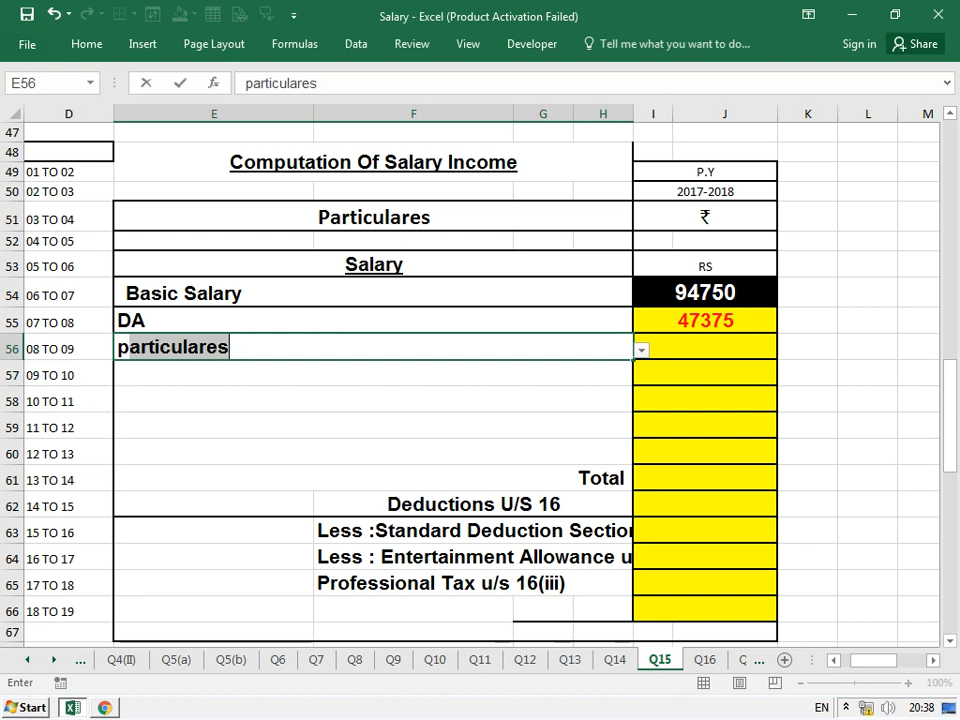 Salary - Excel (Product Activation Failed)
File Home Insert Page Layout Formulas Data Review View Developer Tell me what you want to do... Sign in Share
E56 fx particulares
D E F G H I J K L M
47
48 Computation Of Salary Income
49 01 TO 02 P.Y
50 02 TO 03 2017-2018
51 03 TO 04 Particulares ₹
52 04 TO 05
53 05 TO 06 Salary RS
54 06 TO 07 Basic Salary 94750
55 07 TO 08 DA 47375
56 08 TO 09 particulares
57 09 TO 10
58 10 TO 11
59 11 TO 12
60 12 TO 13
61 13 TO 14 Total
62 14 TO 15 Deductions U/S 16
63 15 TO 16 Less :Standard Deduction Section
64 16 TO 17 Less : Entertainment Allowance u
65 17 TO 18 Professional Tax u/s 16(iii)
66 18 TO 19
67
... Q4(II) Q5(a) Q5(b) Q6 Q7 Q8 Q9 Q10 Q11 Q12 Q13 Q14 Q15 Q16 Q ...
Enter 100%
Start EN 20:38